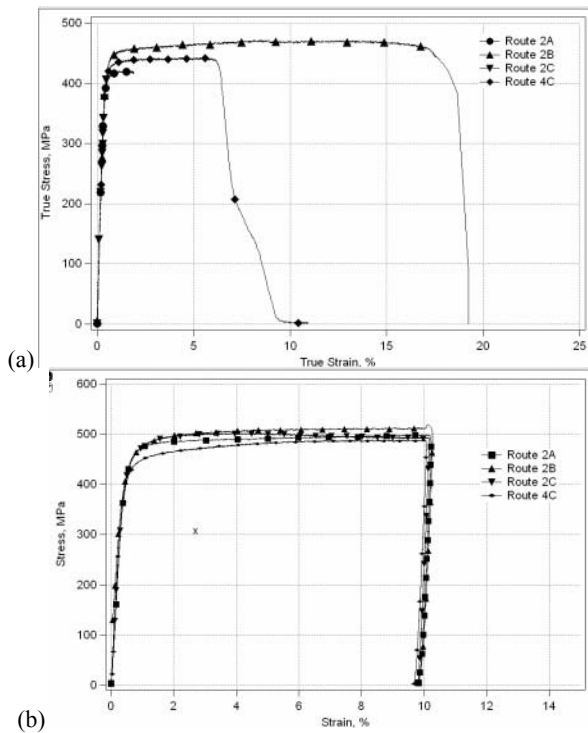 500
400
300
200
100
0
True Stress, MPa
0
5
10
15
20
25
True Strain, %
Route 2A
Route 2B
Route 2C
Route 4C
(a)
600
500
400
300
200
100
0
Stress, MPa
0
2
4
6
8
10
12
14
Strain, %
Route 2A
Route 2B
Route 2C
Route 4C
x
(b)